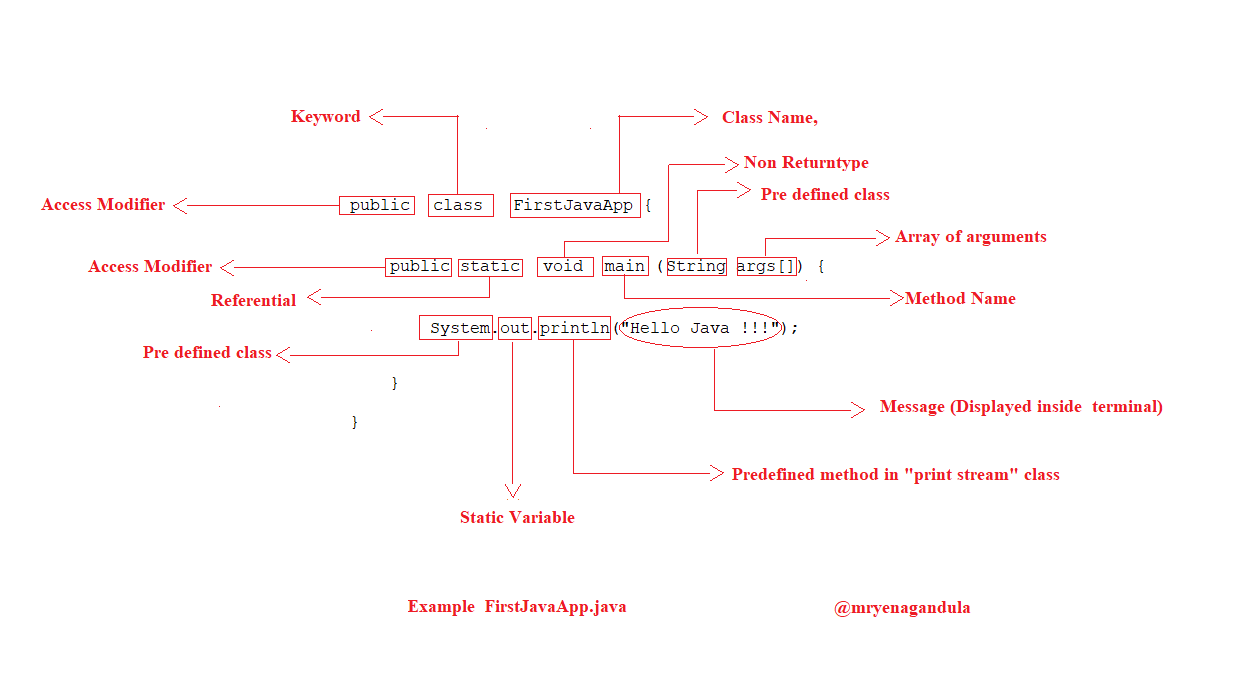 Keyword
Class Name,
Non Returntype
Pre defined class
Access Modifier
public class FirstJavaApp {
Array of arguments
Access Modifier
public static void main (String args[]) {
Referential
Method Name
System.out.println("Hello Java !!!");
Pre defined class
}
Message (Displayed inside terminal)
}
Predefined method in "print stream" class
Static Variable
Example FirstJavaApp.java
@mryenagandula